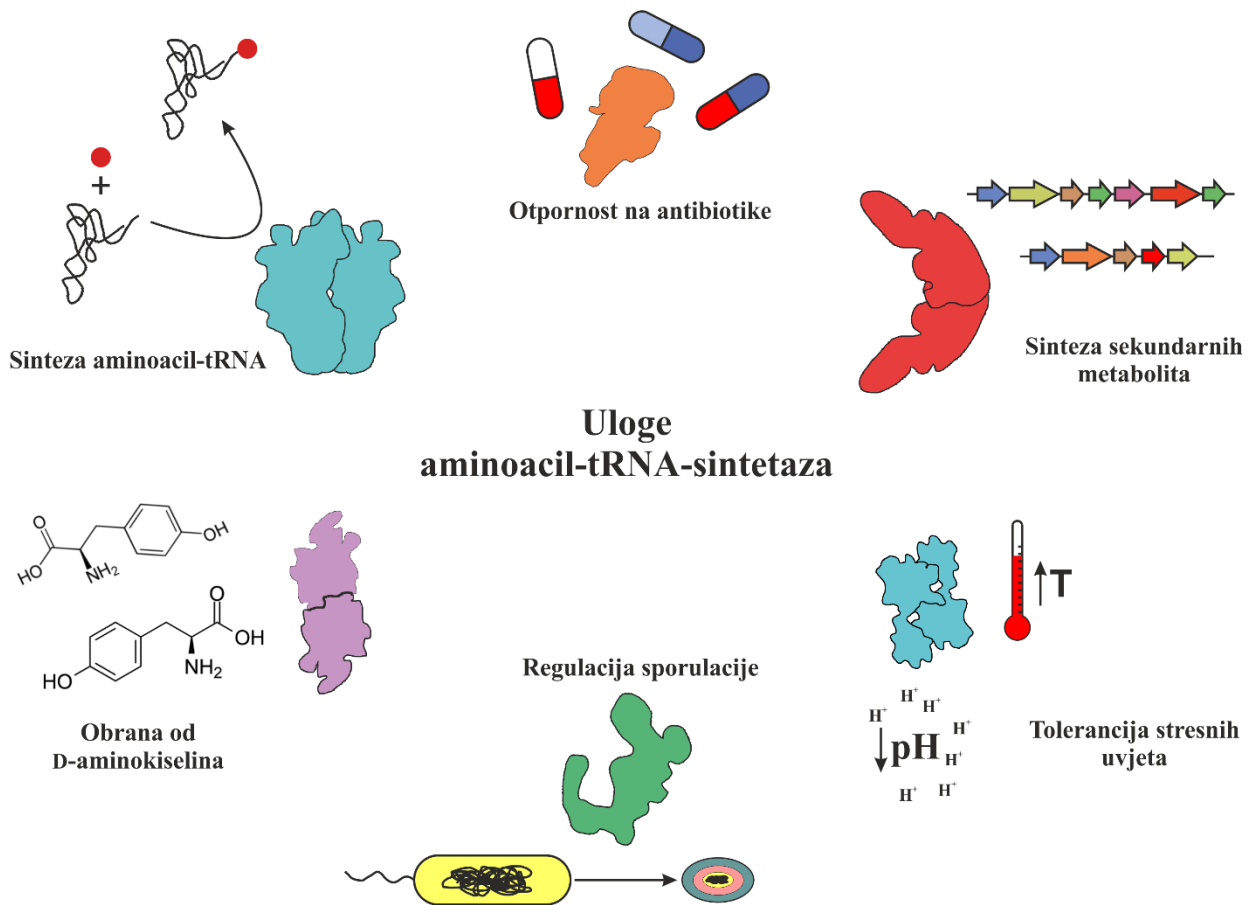 +
Sinteza aminoacil-tRNA
Otpornost na antibiotike
Sinteza sekundarnih
metabolita
Uloge
aminoacil-tRNA-sintetaza
O
HO
NH₂
OH
O
OH
NH₂
HO
Obrana od
D-aminokiselina
Regulacija sporulacije
T
H⁺
H⁺
H⁺
H⁺
H⁺
pH
H⁺
H⁺
H⁺
Tolerancija stresnih
uvjeta